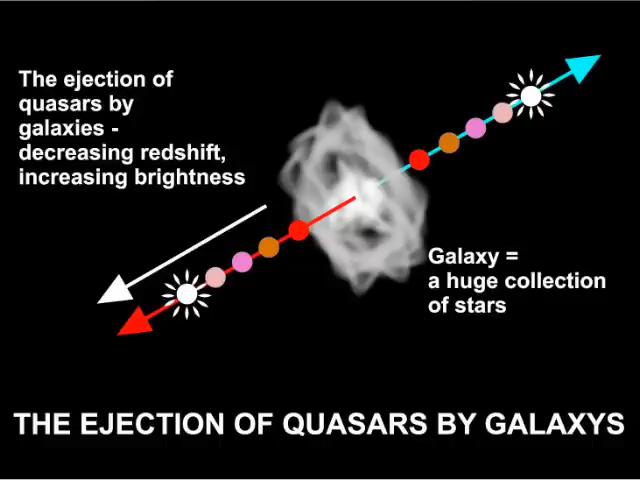 The ejection of
quasars by
galaxies -
decreasing redshift,
increasing brightness
Galaxy =
a huge collection
of stars
THE EJECTION OF QUASARS BY GALAXYS